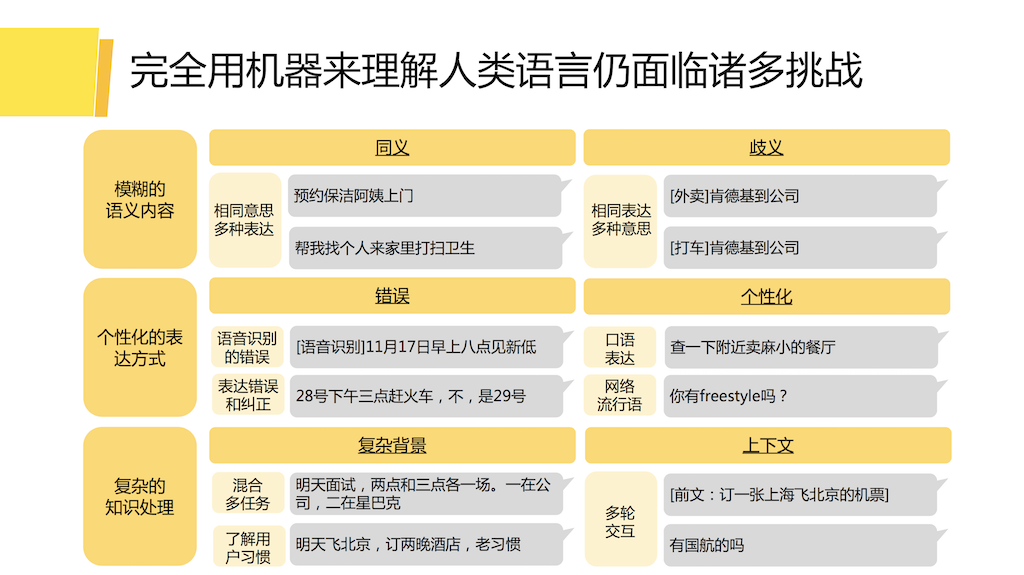 完全用机器来理解人类语言仍面临诸多挑战
模糊的
语义内容
同义
相同意思
多种表达
预约保洁阿姨上门
帮我找个人来家里打扫卫生
歧义
相同表达
多种意思
[外卖]肯德基到公司
[打车]肯德基到公司
个性化的表
达方式
错误
语音识别
的错误
[语音识别]11月17日早上八点见新低
表达错误
和纠正
28号下午三点赶火车，不，是29号
个性化
口语
表达
查一下附近卖麻小的餐厅
网络
流行语
你有freestyle吗？
复杂的
知识处理
复杂背景
混合
多任务
明天面试，两点和三点各一场。一在公
司，二在星巴克
了解用
户习惯
明天飞北京，订两晚酒店，老习惯
上下文
多轮
交互
[前文：订一张上海飞北京的机票]
有国航的吗